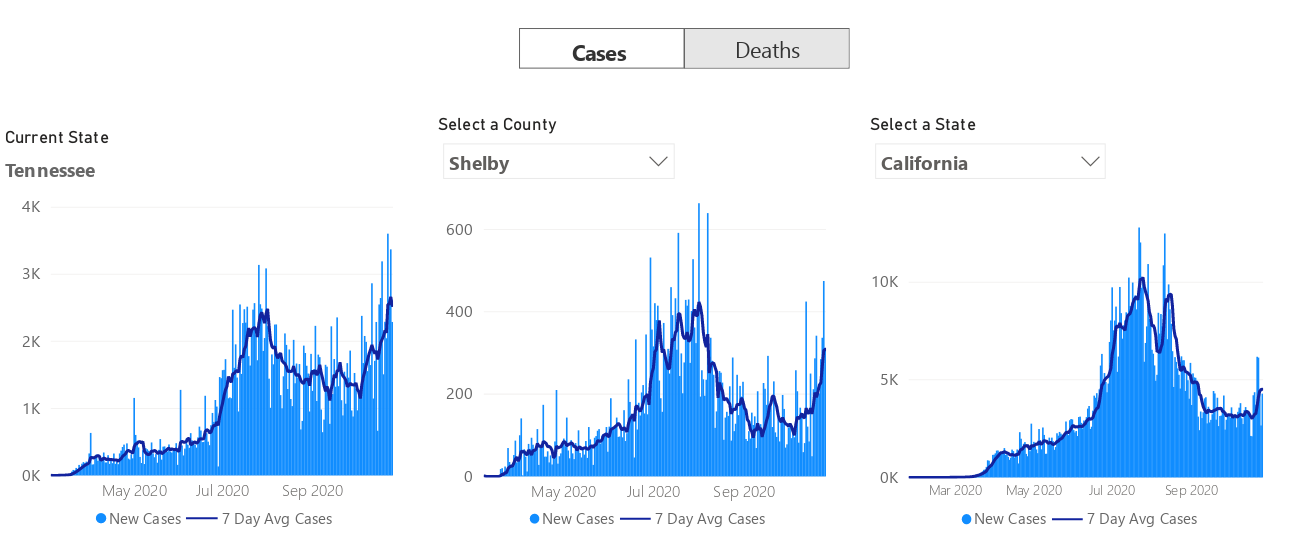 Cases Deaths
Current State
Tennessee
4K
3K
2K
1K
0K
May 2020 Jul 2020 Sep 2020
New Cases 7 Day Avg Cases
Select a County
Shelby
600
400
200
0
May 2020 Jul 2020 Sep 2020
New Cases 7 Day Avg Cases
Select a State
California
10K
5K
0K
Mar 2020 May 2020 Jul 2020 Sep 2020
New Cases 7 Day Avg Cases